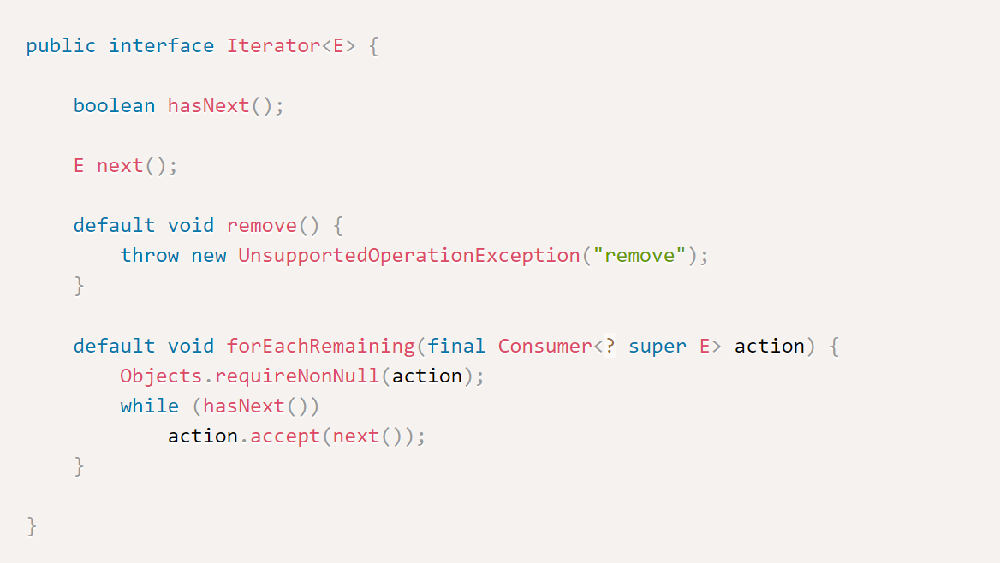 public interface Iterator<E> {
boolean hasNext();
E next();
default void remove() {
throw new UnsupportedOperationException("remove");
}
default void forEachRemaining(final Consumer<? super E> action) {
Objects.requireNonNull(action);
while (hasNext())
action.accept(next());
}
}